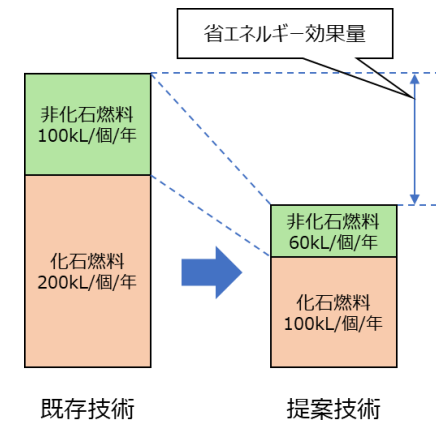 省エネルギー効果量
非化石燃料
100kL/個/年
化石燃料
200kL/個/年
非化石燃料
60kL/個/年
化石燃料
100kL/個/年
既存技術
提案技術